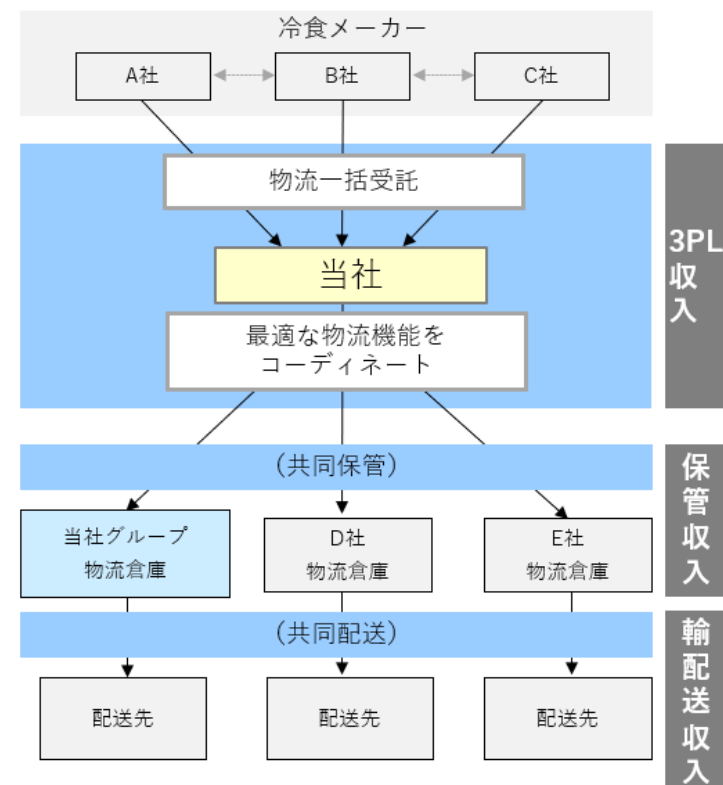 冷食メーカー
A社
B社
C社
物流一括受託
当社
最適な物流機能を
コーディネート
3PL
収
入
（共同保管）
当社グループ
物流倉庫
D社
物流倉庫
E社
物流倉庫
保
管
収
入
（共同配送）
配送先
配送先
配送先
輸
配
送
収
入